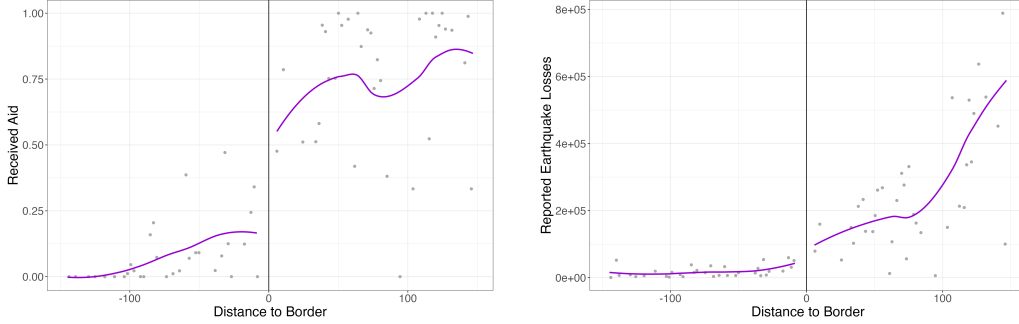 1.00
0.75
0.50
0.25
0.00
Received Aid
-100
0
100
Distance to Border
8e+05
6e+05
4e+05
2e+05
0e+00
Reported Earthquake Losses
-100
0
100
Distance to Border